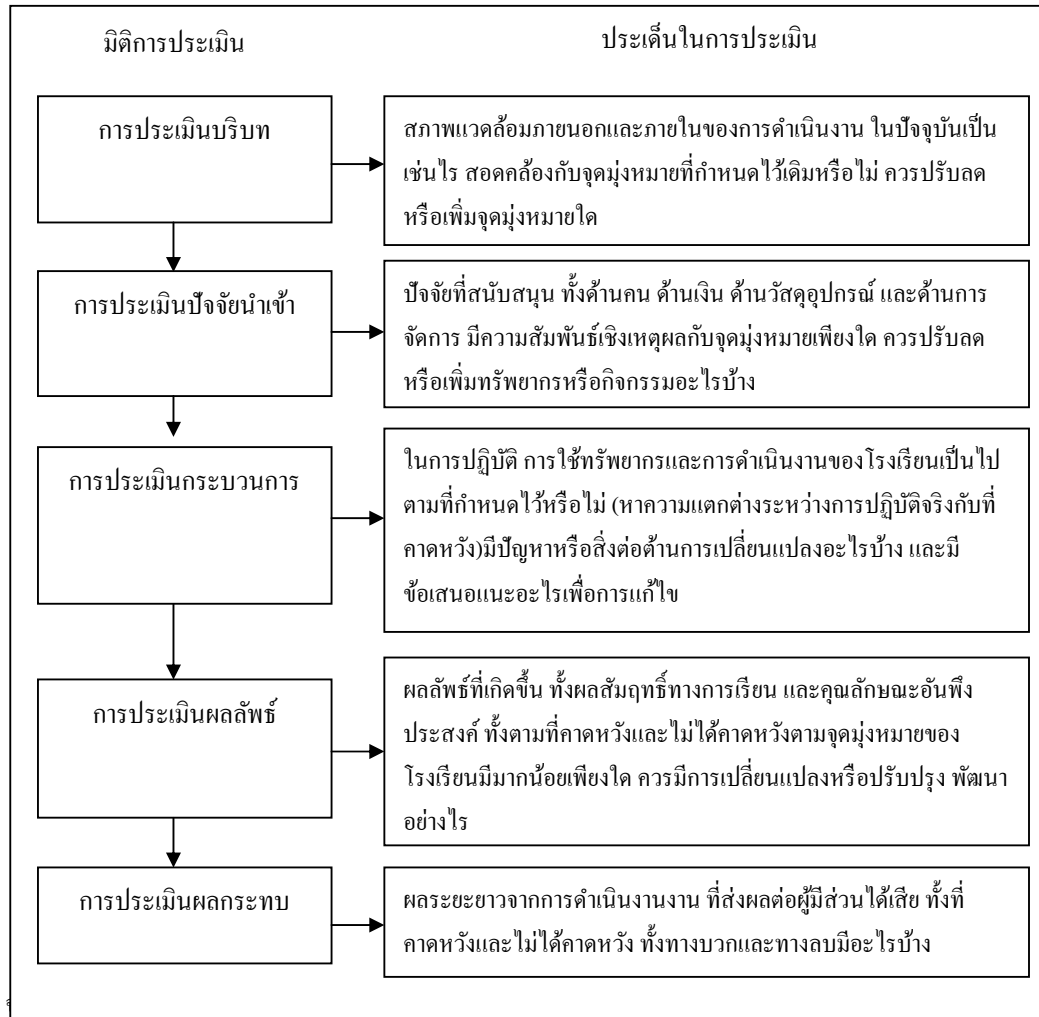 มิติการประเมิน
ประเด็นในการประเมิน
การประเมินบริบท
สภาพแวดล้อมภายนอกและภายในของการดำเนินงาน ในปัจจุบันเป็น
เช่นไร สอดคล้องกับจุดมุ่งหมายที่กำหนดไว้เดิมหรือไม่ ควรปรับลด
หรือเพิ่มจุดมุ่งหมายใด
การประเมินปัจจัยนำเข้า
ปัจจัยที่สนับสนุน ทั้งด้านคน ด้านเงิน ด้านวัสดุอุปกรณ์ และด้านการ
จัดการ มีความสัมพันธ์เชิงเหตุผลกับจุดมุ่งหมายเพียงใด ควรปรับลด
หรือเพิ่มทรัพยากรหรือกิจกรรมอะไรบ้าง
การประเมินกระบวนการ
ในการปฏิบัติ การใช้ทรัพยากรและการดำเนินงานของโรงเรียนเป็นไป
ตามที่กำหนดไว้หรือไม่ (หาความแตกต่างระหว่างการปฏิบัติจริงกับที่
คาดหวัง)มีปัญหาหรือสิ่งต่อต้านการเปลี่ยนแปลงอะไรบ้าง และมี
ข้อเสนอแนะอะไรเพื่อการแก้ไข
การประเมินผลลัพธ์
ผลลัพธ์ที่เกิดขึ้น ทั้งผลสัมฤทธิ์ทางการเรียน และคุณลักษณะอันพึง
ประสงค์ ทั้งตามที่คาดหวังและไม่ได้คาดหวังตามจุดมุ่งหมายของ
โรงเรียนมีมากน้อยเพียงใด ควรมีการเปลี่ยนแปลงหรือปรับปรุง พัฒนา
อย่างไร
การประเมินผลกระทบ
ผลระยะยาวจากการดำเนินงานงาน ที่ส่งผลต่อผู้มีส่วนได้เสีย ทั้งที่
คาดหวังและไม่ได้คาดหวัง ทั้งทางบวกและทางลบมีอะไรบ้าง